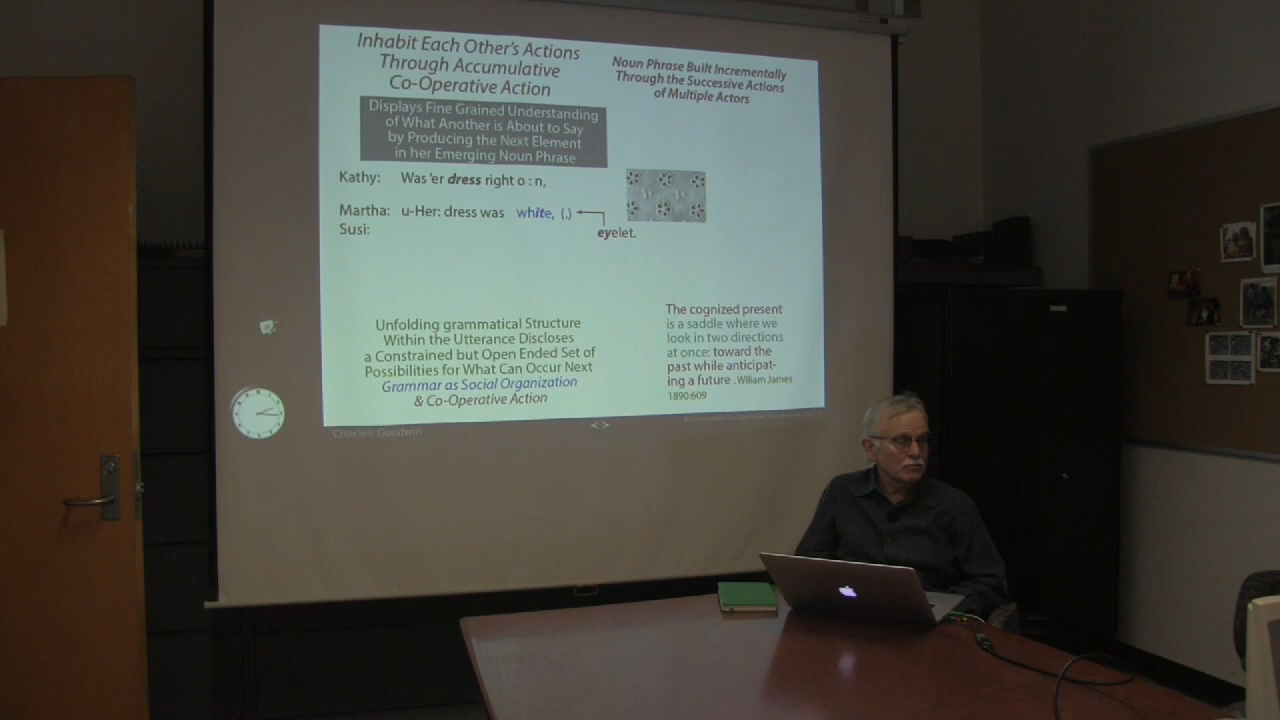 Inhabit Each Other's Actions
Through Accumulative
Co-Operative Action
Noun Phrase Built Incrementally
Through the Successive Actions
of Multiple Actors
Displays Fine Grained Understanding
of What Another is About to Say
by Producing the Next Element
in her Emerging Noun Phrase
Kathy: Was 'er dress right o : n,
Martha: u-Her: dress was white, (.)
Susi: eyelet.
Unfolding grammatical Structure
Within the Utterance Discloses
a Constrained but Open Ended Set of
Possibilities for What Can Occur Next
Grammar as Social Organization
& Co-Operative Action
The cognized present
is a saddle where we
look in two directions
at once: toward the
past while anticipat-
ing a future . William James
1890:609
Charles Goodwin
< >